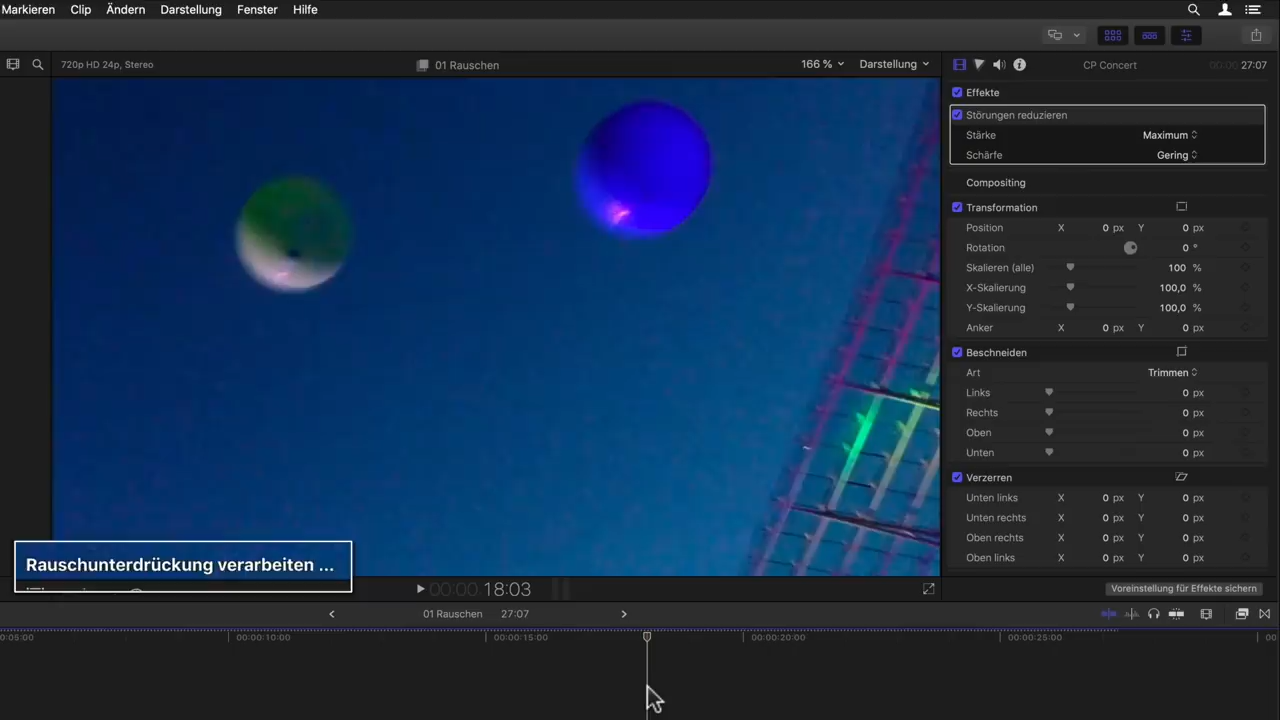 Markieren Clip Ändern Darstellung Fenster Hilfe
720p HD 24p, Stereo 01 Rauschen 166 % Darstellung CP Concert 00:00 27:07
Effekte
Störungen reduzieren
Stärke Maximum
Schärfe Gering
Compositing
Transformation
Position X 0 px Y 0 px
Rotation 0 °
Skalieren (alle) 100 %
X-Skalierung 100,0 %
Y-Skalierung 100,0 %
Anker X 0 px Y 0 px
Beschneiden
Art Trimmen
Links 0 px
Rechts 0 px
Oben 0 px
Unten 0 px
Verzerren
Unten links X 0 px Y 0 px
Unten rechts X 0 px Y 0 px
Oben rechts X 0 px Y 0 px
Oben links X 0 px Y 0 px
Rauschunterdrückung verarbeiten ...
00:00:18:03 Voreinstellung für Effekte sichern
01 Rauschen 27:07
0:05:00 00:00:10:00 00:00:15:00 00:00:20:00 00:00:25:00 00